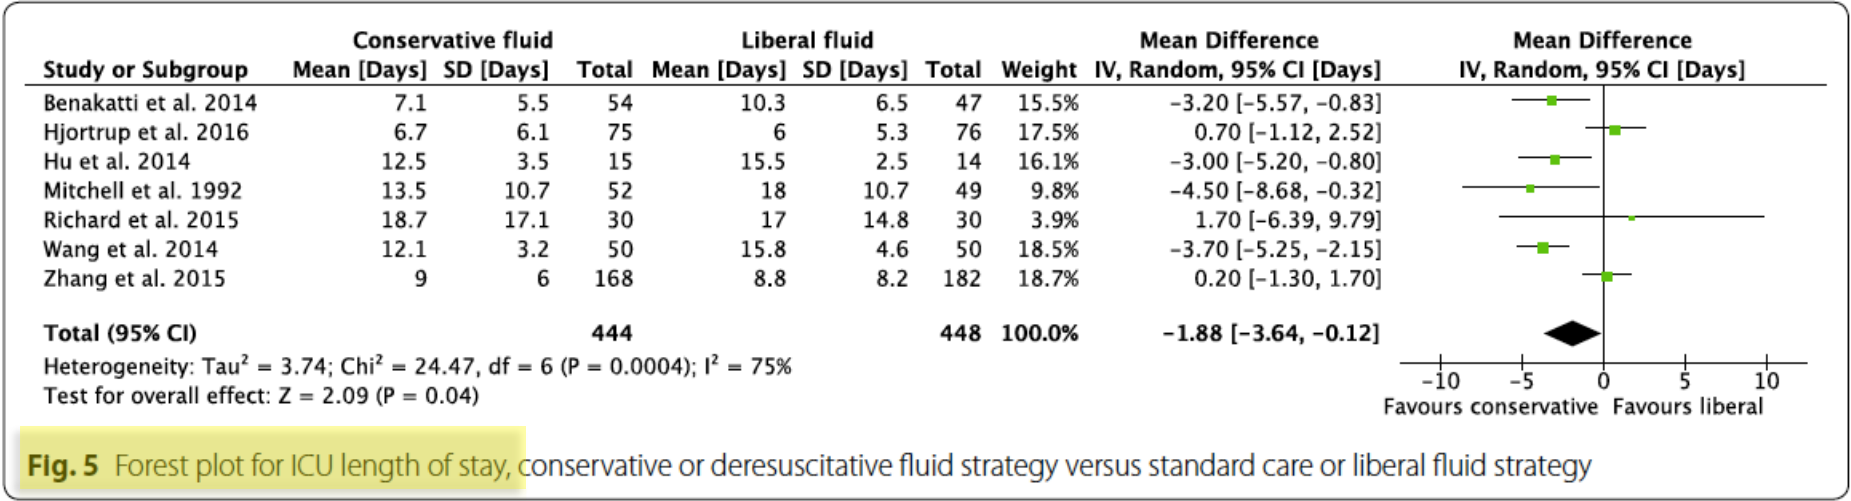 Conservative fluid Liberal fluid Mean Difference Mean Difference
Study or Subgroup Mean [Days] SD [Days] Total Mean [Days] SD [Days] Total Weight IV, Random, 95% CI [Days] IV, Random, 95% CI [Days]
Benakatti et al. 2014 7.1 5.5 54 10.3 6.5 47 15.5% −3.20 [−5.57, −0.83]
Hjortrup et al. 2016 6.7 6.1 75 6 5.3 76 17.5% 0.70 [−1.12, 2.52]
Hu et al. 2014 12.5 3.5 15 15.5 2.5 14 16.1% −3.00 [−5.20, −0.80]
Mitchell et al. 1992 13.5 10.7 52 18 10.7 49 9.8% −4.50 [−8.68, −0.32]
Richard et al. 2015 18.7 17.1 30 17 14.8 30 3.9% 1.70 [−6.39, 9.79]
Wang et al. 2014 12.1 3.2 50 15.8 4.6 50 18.5% −3.70 [−5.25, −2.15]
Zhang et al. 2015 9 6 168 8.8 8.2 182 18.7% 0.20 [−1.30, 1.70]
Total (95% CI) 444 448 100.0% −1.88 [−3.64, −0.12]
Heterogeneity: Tau² = 3.74; Chi² = 24.47, df = 6 (P = 0.0004); I² = 75%
Test for overall effect: Z = 2.09 (P = 0.04)
−10 −5 0 5 10
Favours conservative Favours liberal
Fig. 5 Forest plot for ICU length of stay, conservative or deresuscitative fluid strategy versus standard care or liberal fluid strategy